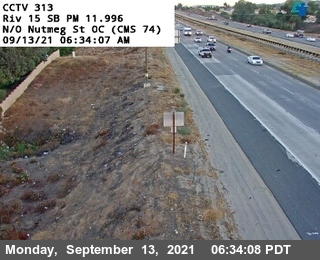 CCTV 313
Riv 15 SB PM 11.996
N/O Nutmeg St OC (CMS 74)
09/13/21 06:34:07 AM
Monday, September 13, 2021 06:34:08 PDT